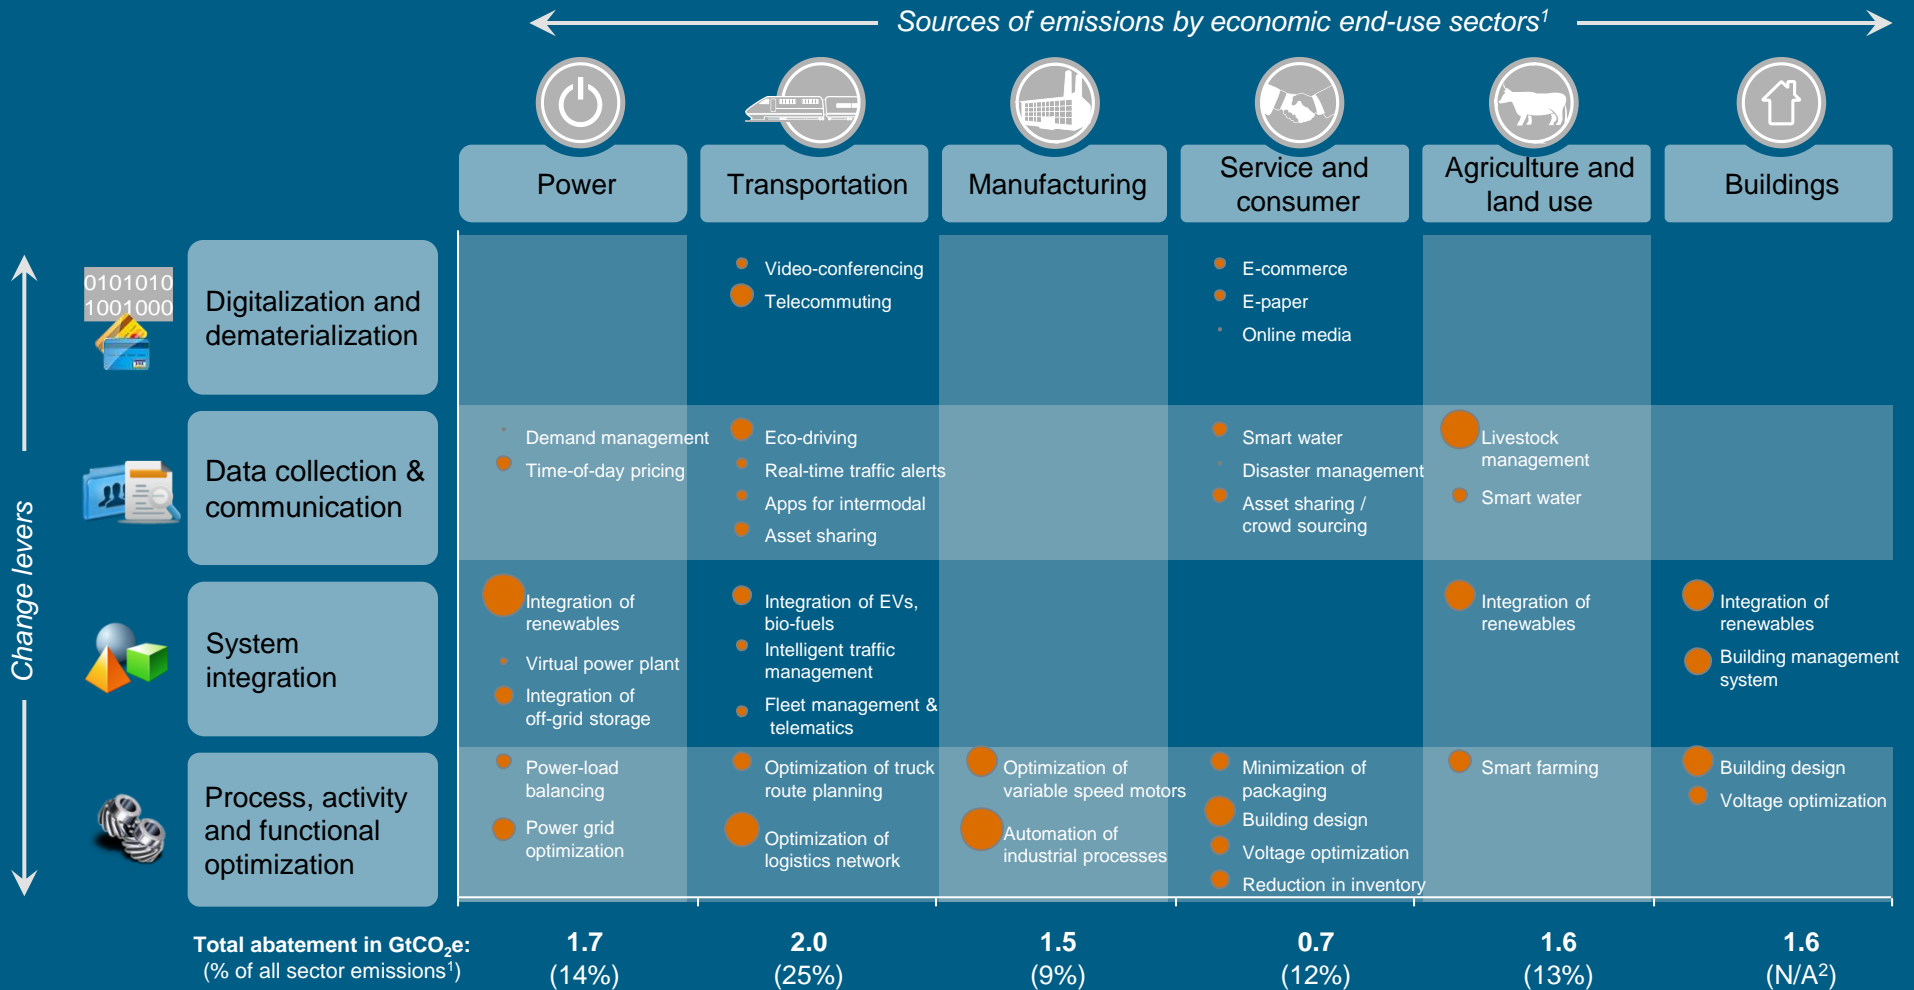 Sources of emissions by economic end-use sectors¹
Power
Transportation
Manufacturing
Service and
consumer
Agriculture and
land use
Buildings
Change levers
0101010
1001000
Digitalization and
dematerialization
Video-conferencing
Telecommuting
E-commerce
E-paper
Online media
Data collection &
communication
Demand management
Time-of-day pricing
Eco-driving
Real-time traffic alerts
Apps for intermodal
Asset sharing
Smart water
Disaster management
Asset sharing /
crowd sourcing
Livestock
management
Smart water
System
integration
Integration of
renewables
Virtual power plant
Integration of
off-grid storage
Integration of EVs,
bio-fuels
Intelligent traffic
management
Fleet management &
telematics
Integration of
renewables
Integration of
renewables
Building management
system
Process, activity
and functional
optimization
Power-load
balancing
Power grid
optimization
Optimization of truck
route planning
Optimization of
logistics network
Optimization of
variable speed motors
Automation of
industrial processes
Minimization of
packaging
Building design
Voltage optimization
Reduction in inventory
Smart farming
Building design
Voltage optimization
Total abatement in GtCO₂e:
(% of all sector emissions¹)
1.7
(14%)
2.0
(25%)
1.5
(9%)
0.7
(12%)
1.6
(13%)
1.6
(N/A²)